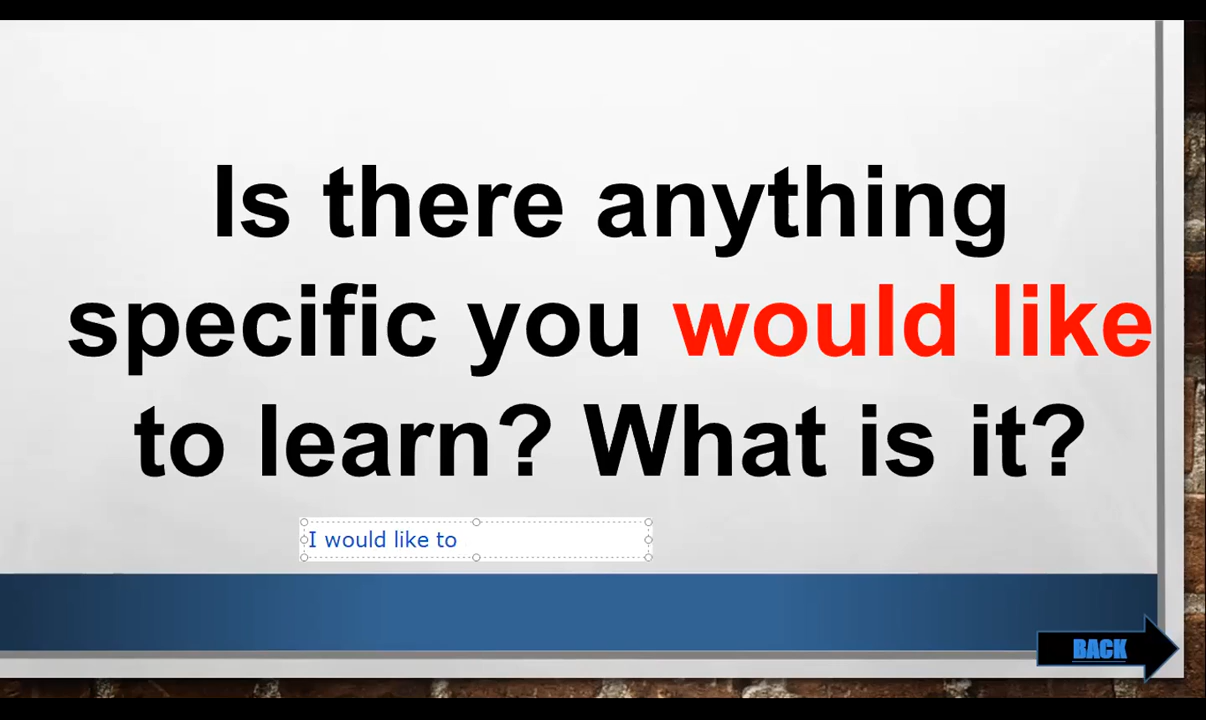 Is there anything
specific you would like
to learn? What is it?
I would like to
BACK